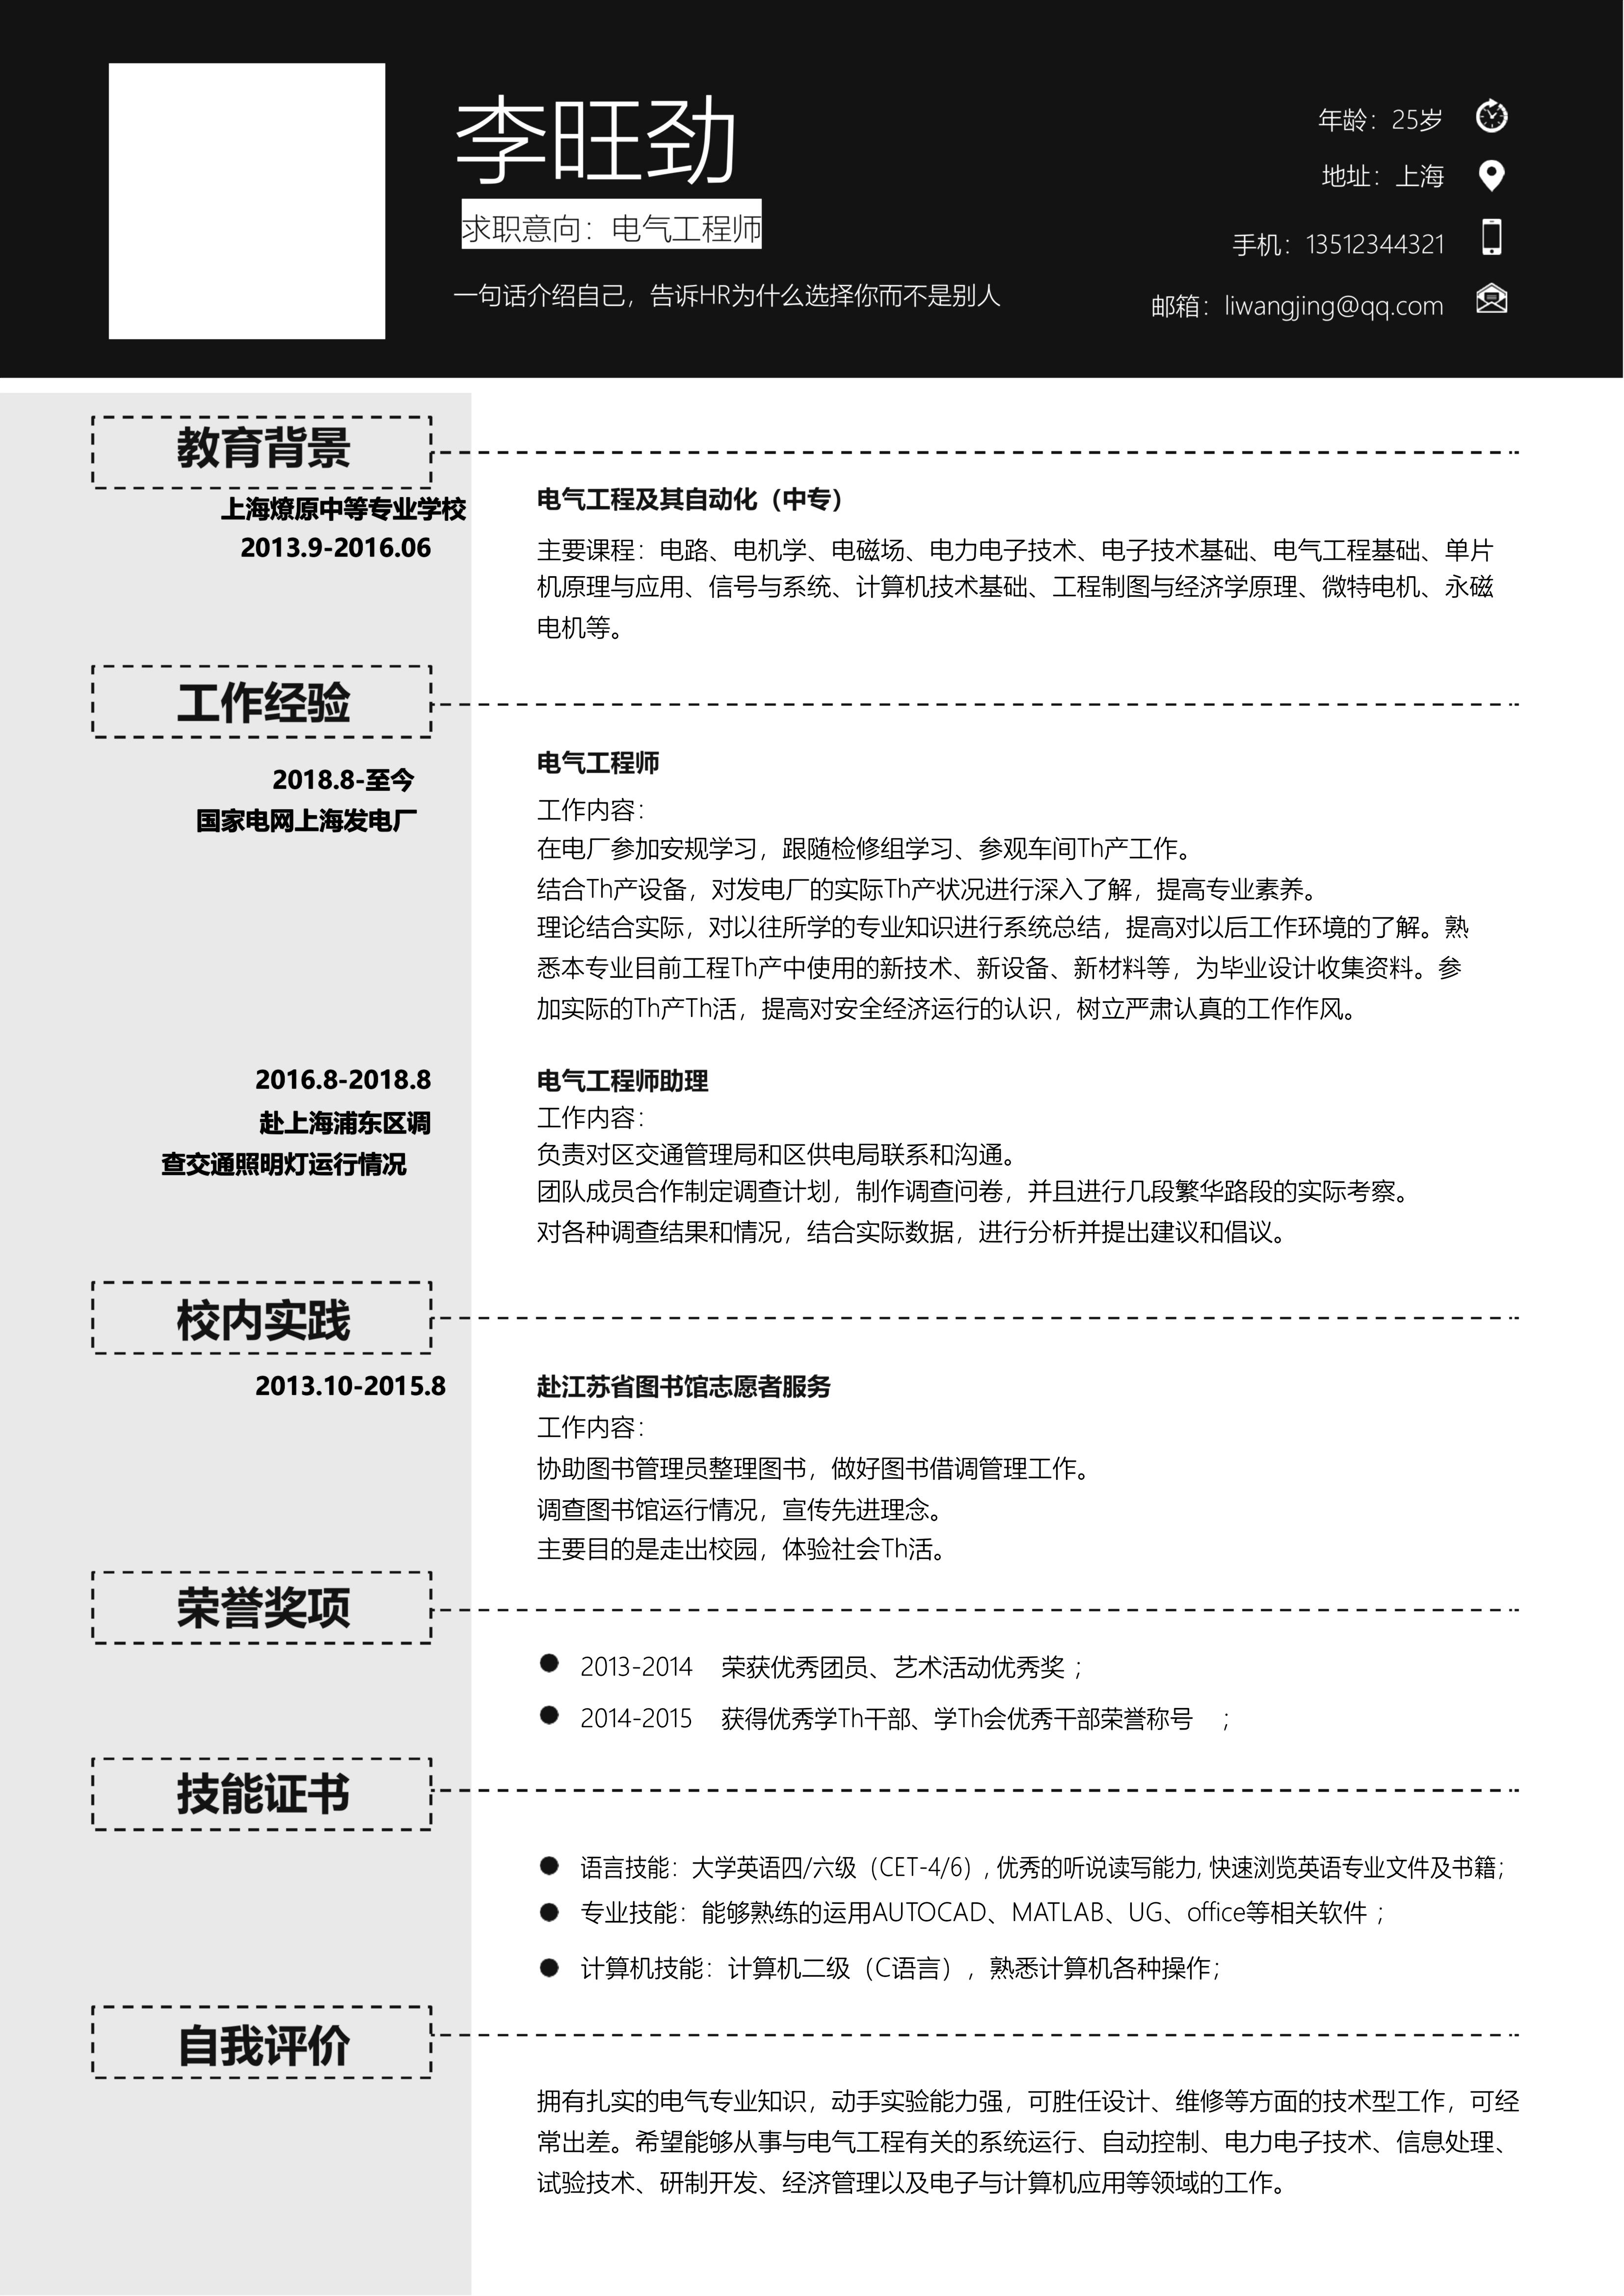 李旺劲
求职意向：电气工程师
一句话介绍自己，告诉HR为什么选择你而不是别人
年龄：25岁
地址：上海
手机：13512344321
邮箱：liwangjing@qq.com
教育背景
上海燎原中等专业学校
2013.9-2016.06
电气工程及其自动化（中专）
主要课程：电路、电机学、电磁场、电力电子技术、电子技术基础、电气工程基础、单片
机原理与应用、信号与系统、计算机技术基础、工程制图与经济学原理、微特电机、永磁
电机等。
工作经验
2018.8-至今
国家电网上海发电厂
电气工程师
工作内容：
在电厂参加安规学习，跟随检修组学习、参观车间Th产工作。
结合Th产设备，对发电厂的实际Th产状况进行深入了解，提高专业素养。
理论结合实际，对以往所学的专业知识进行系统总结，提高对以后工作环境的了解。熟
悉本专业目前工程Th产中使用的新技术、新设备、新材料等，为毕业设计收集资料。参
加实际的Th产Th活，提高对安全经济运行的认识，树立严肃认真的工作作风。
2016.8-2018.8
赴上海浦东区调
查交通照明灯运行情况
电气工程师助理
工作内容：
负责对区交通管理局和区供电局联系和沟通。
团队成员合作制定调查计划，制作调查问卷，并且进行几段繁华路段的实际考察。
对各种调查结果和情况，结合实际数据，进行分析并提出建议和倡议。
校内实践
2013.10-2015.8
赴江苏省图书馆志愿者服务
工作内容：
协助图书管理员整理图书，做好图书借调管理工作。
调查图书馆运行情况，宣传先进理念。
主要目的是走出校园，体验社会Th活。
荣誉奖项
2013-2014 荣获优秀团员、艺术活动优秀奖；
2014-2015 获得优秀学Th干部、学Th会优秀干部荣誉称号 ；
技能证书
语言技能：大学英语四/六级（CET-4/6）, 优秀的听说读写能力, 快速浏览英语专业文件及书籍；
专业技能：能够熟练的运用AUTOCAD、MATLAB、UG、office等相关软件；
计算机技能：计算机二级（C语言），熟悉计算机各种操作；
自我评价
拥有扎实的电气专业知识，动手实验能力强，可胜任设计、维修等方面的技术型工作，可经
常出差。希望能够从事与电气工程有关的系统运行、自动控制、电力电子技术、信息处理、
试验技术、研制开发、经济管理以及电子与计算机应用等领域的工作。